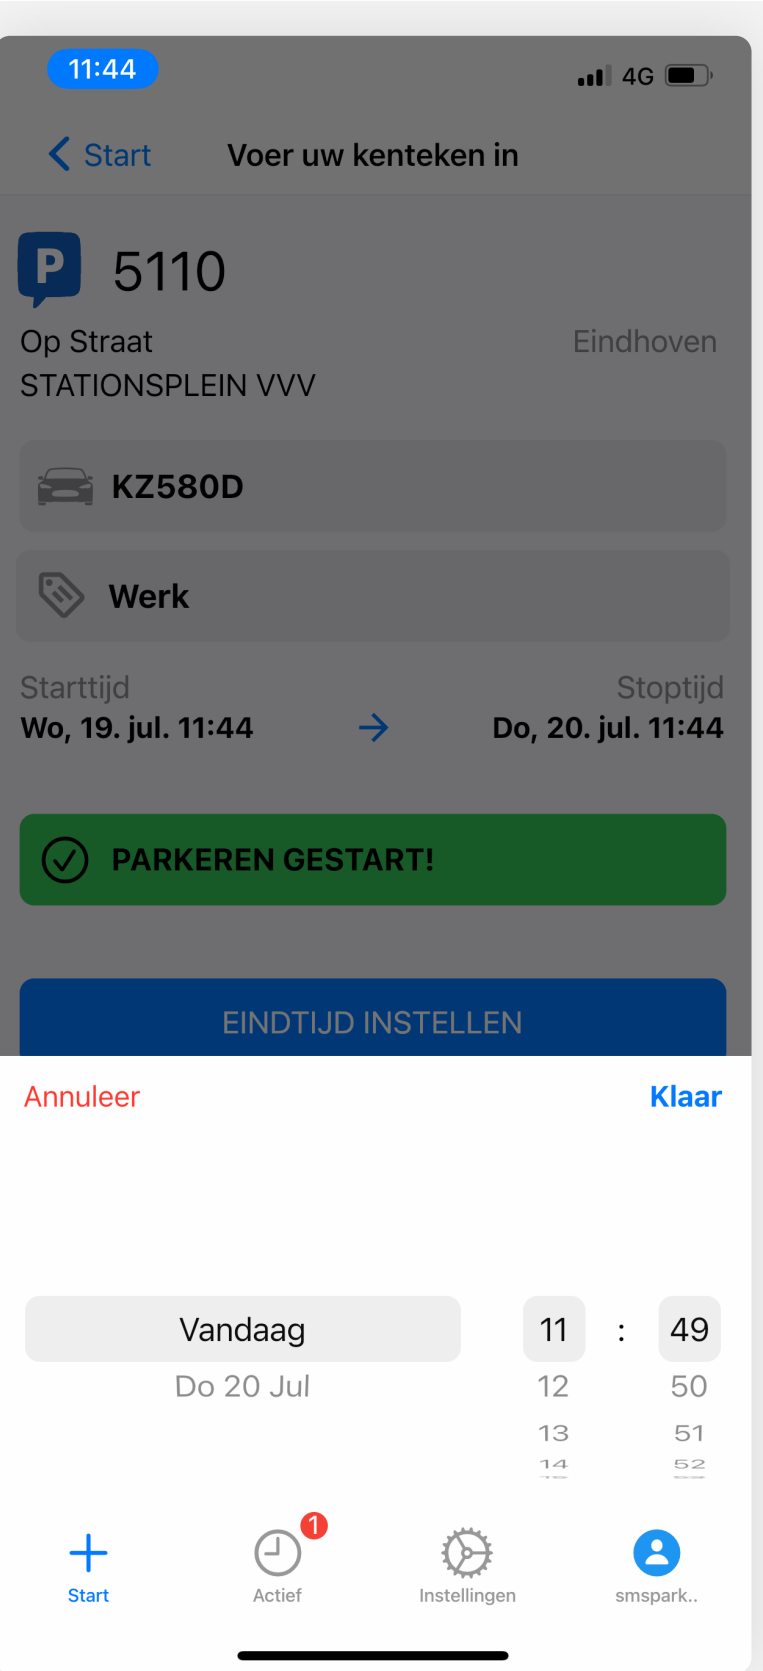 11:44
4G
Start Voer uw kenteken in
P 5110
Op Straat Eindhoven
STATIONSPLEIN VVV
KZ580D
Werk
Starttijd Stoptijd
Wo, 19. jul. 11:44 Do, 20. jul. 11:44
PARKEREN GESTART!
EINDTIJD INSTELLEN
Annuleer Klaar
Vandaag 11 : 49
Do 20 Jul 12 50
13 51
14 52
1
Start Actief Instellingen smspark..